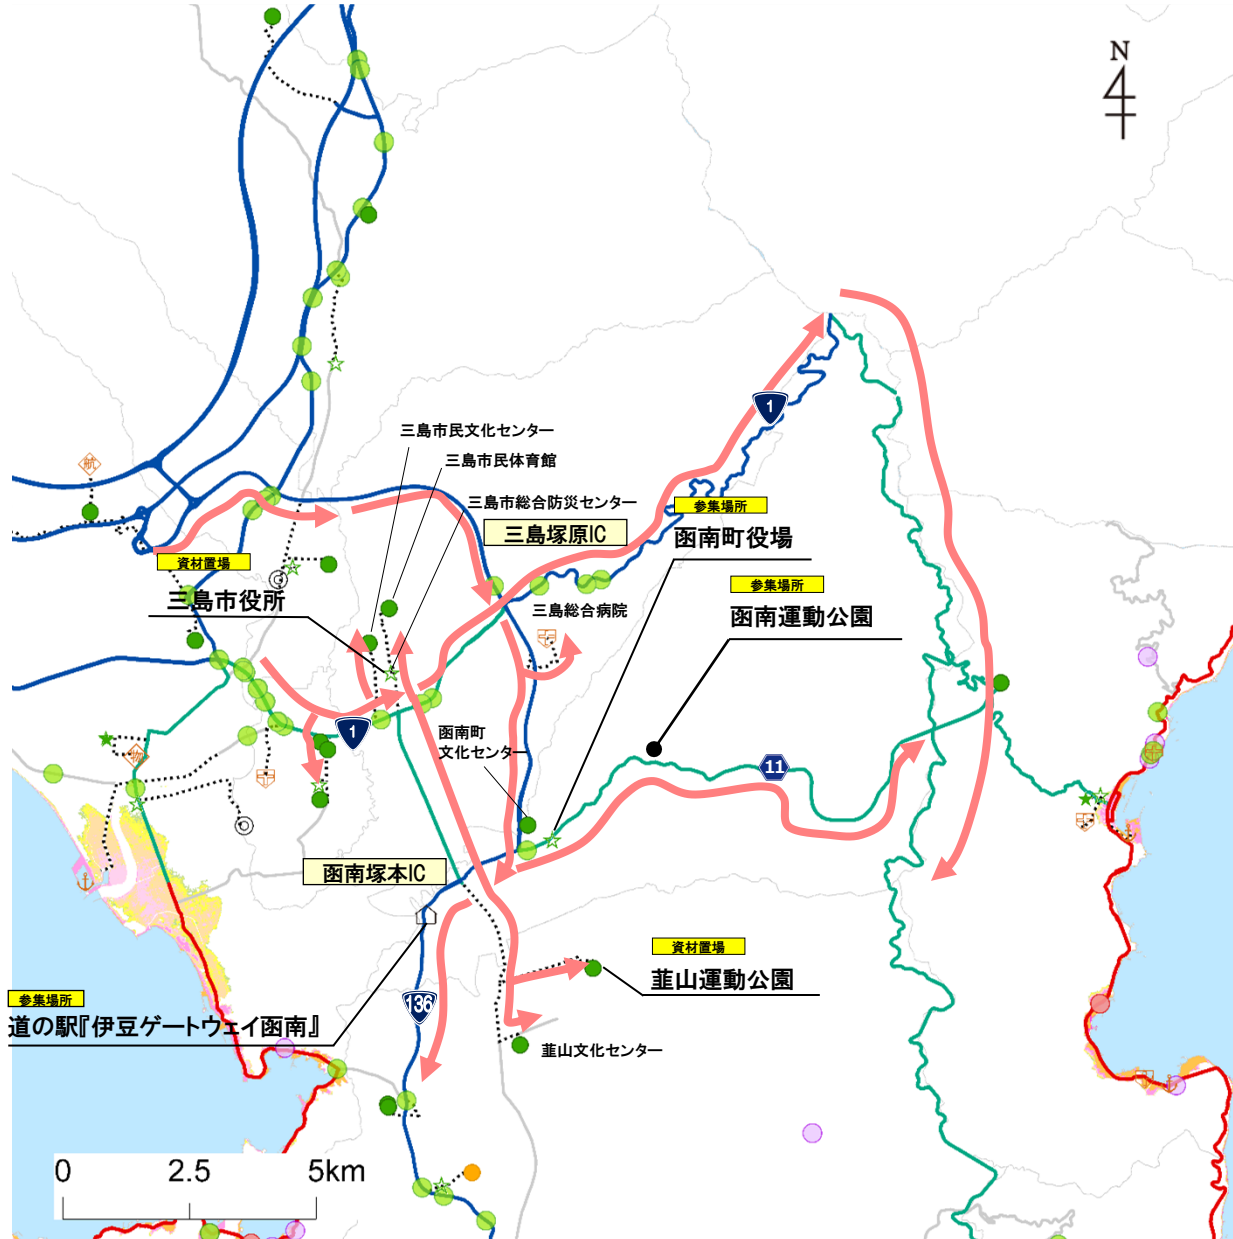 N
1
航
三島市民文化センター
三島市民体育館
三島市総合防災センター
参集場所
三島塚原IC
函南町役場
資材置場
参集場所
三島市役所
三島総合病院
函南運動公園
1
函南町
文化センター
物
11
函南塚本IC
資材置場
韮山運動公園
参集場所
136
道の駅『伊豆ゲートウェイ函南』
韮山文化センター
0 2.5 5km